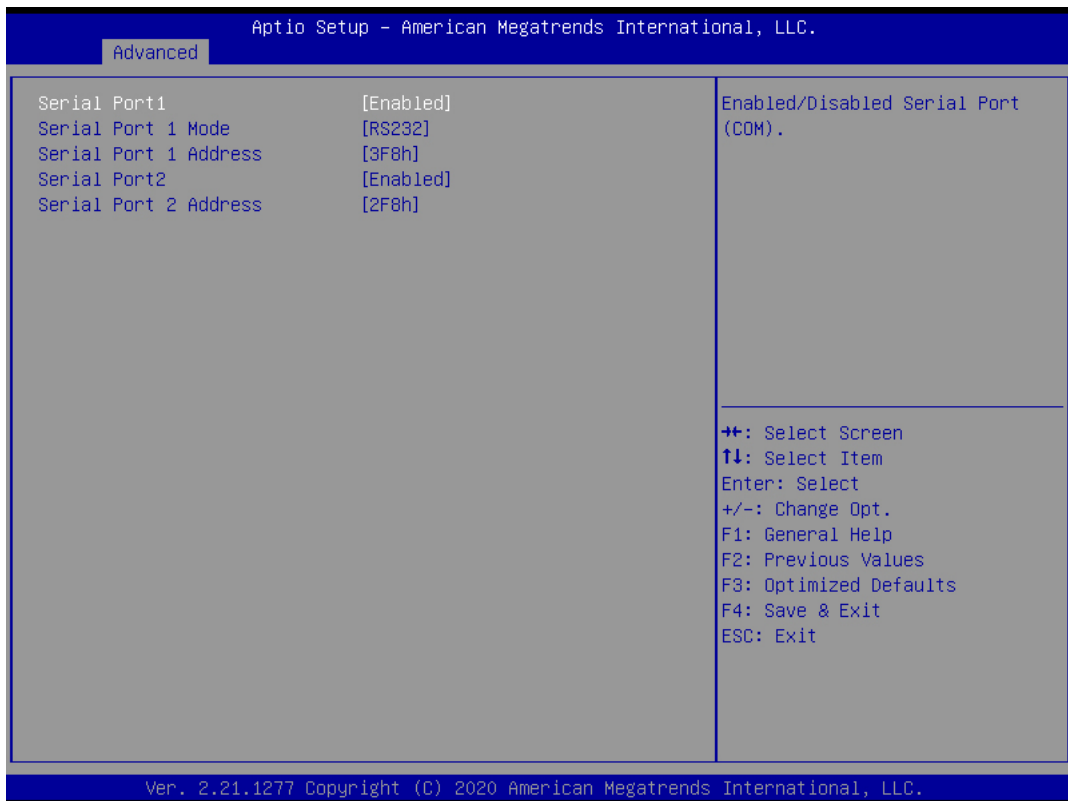 Aptio Setup – American Megatrends International, LLC.
Advanced
Serial Port1 [Enabled]
Serial Port 1 Mode [RS232]
Serial Port 1 Address [3F8h]
Serial Port2 [Enabled]
Serial Port 2 Address [2F8h]
Enabled/Disabled Serial Port
(COM).
→←: Select Screen
↑↓: Select Item
Enter: Select
+/-: Change Opt.
F1: General Help
F2: Previous Values
F3: Optimized Defaults
F4: Save & Exit
ESC: Exit
Ver. 2.21.1277 Copyright (C) 2020 American Megatrends International, LLC.